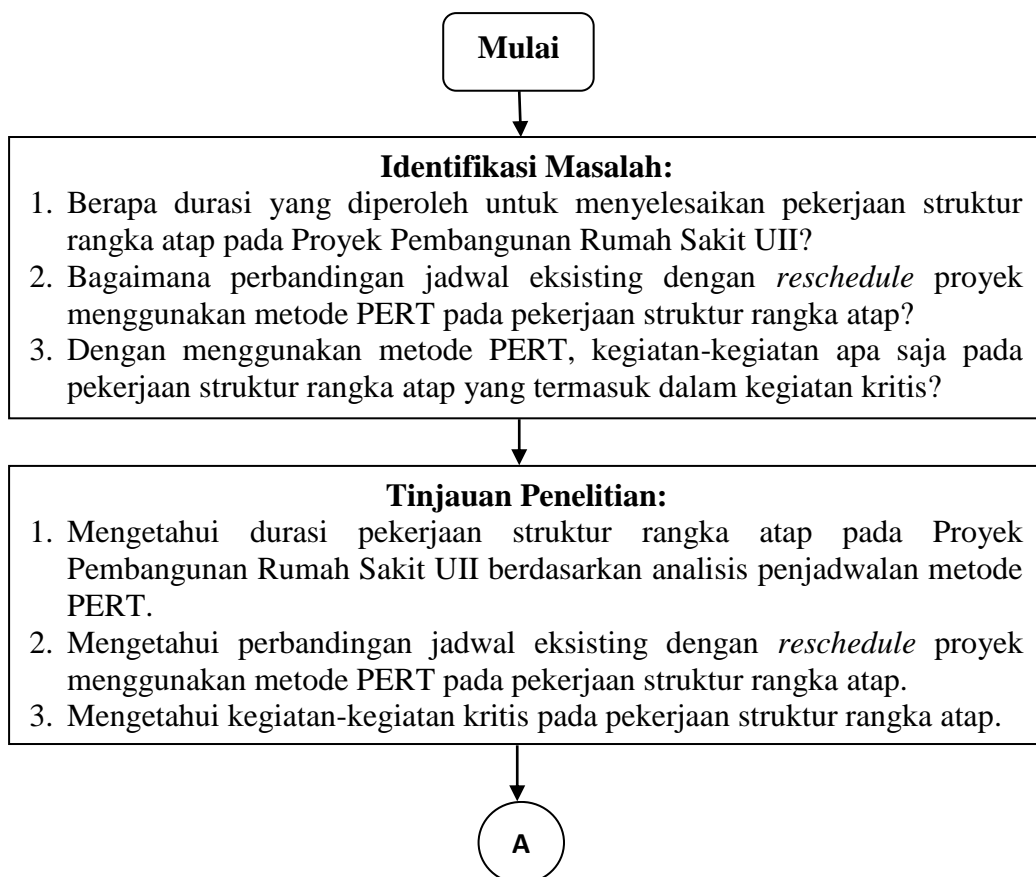 Mulai
Identifikasi Masalah:
1. Berapa durasi yang diperoleh untuk menyelesaikan pekerjaan struktur
rangka atap pada Proyek Pembangunan Rumah Sakit UII?
2. Bagaimana perbandingan jadwal eksisting dengan reschedule proyek
menggunakan metode PERT pada pekerjaan struktur rangka atap?
3. Dengan menggunakan metode PERT, kegiatan-kegiatan apa saja pada
pekerjaan struktur rangka atap yang termasuk dalam kegiatan kritis?
Tinjauan Penelitian:
1. Mengetahui durasi pekerjaan struktur rangka atap pada Proyek
Pembangunan Rumah Sakit UII berdasarkan analisis penjadwalan metode
PERT.
2. Mengetahui perbandingan jadwal eksisting dengan reschedule proyek
menggunakan metode PERT pada pekerjaan struktur rangka atap.
3. Mengetahui kegiatan-kegiatan kritis pada pekerjaan struktur rangka atap.
A